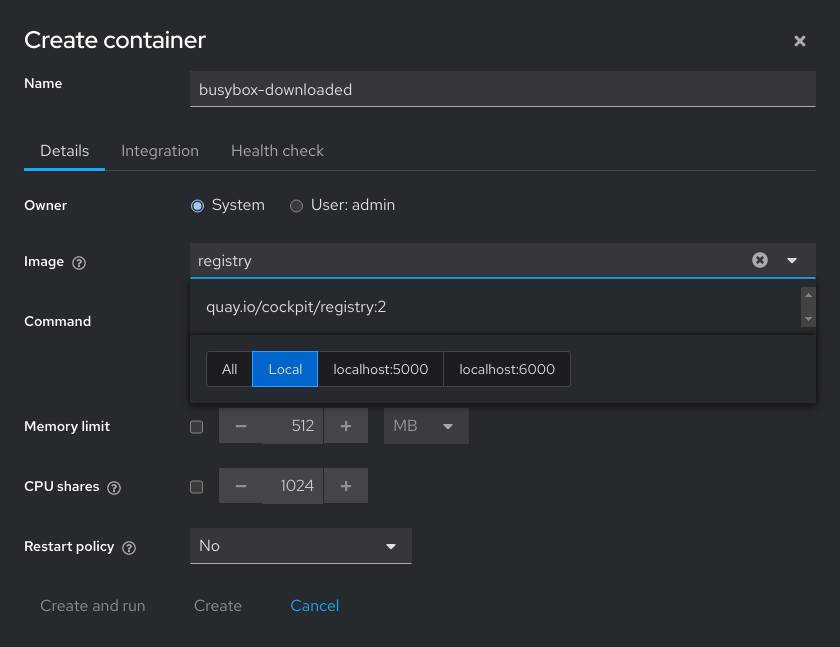 Create container
Name
busybox-downloaded
Details Integration Health check
Owner System User: admin
Image registry
quay.io/cockpit/registry:2
Command
All Local localhost:5000 localhost:6000
Memory limit 512 MB
CPU shares 1024
Restart policy No
Create and run Create Cancel